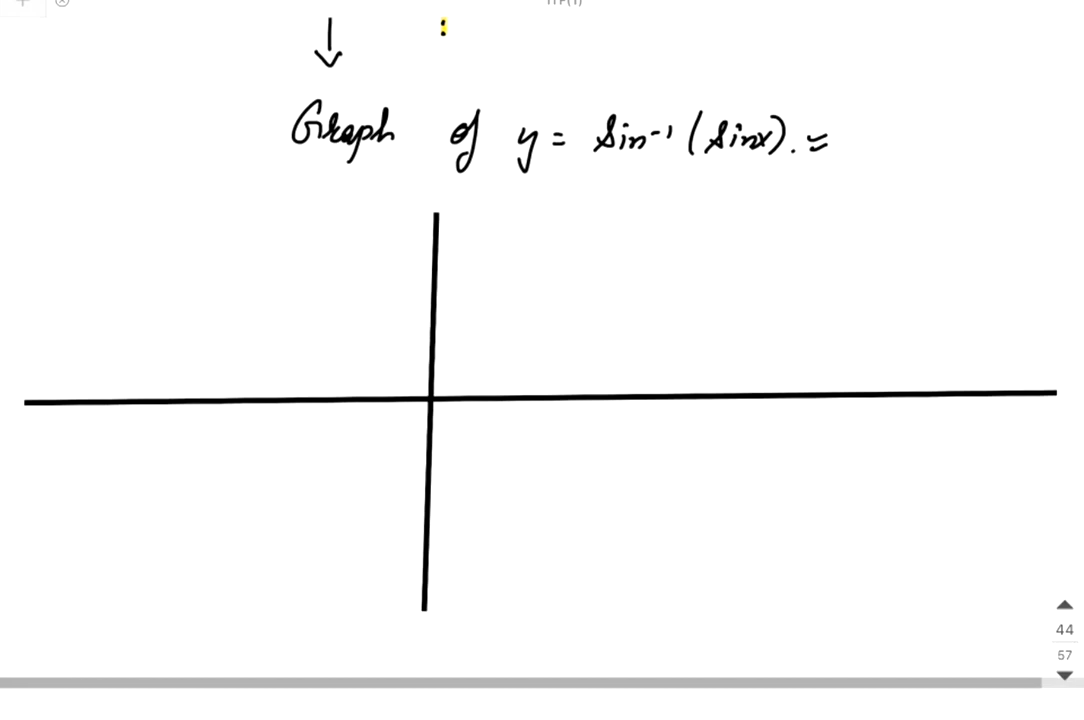 Graph of y = Sin⁻¹ (Sinx). =
44
57